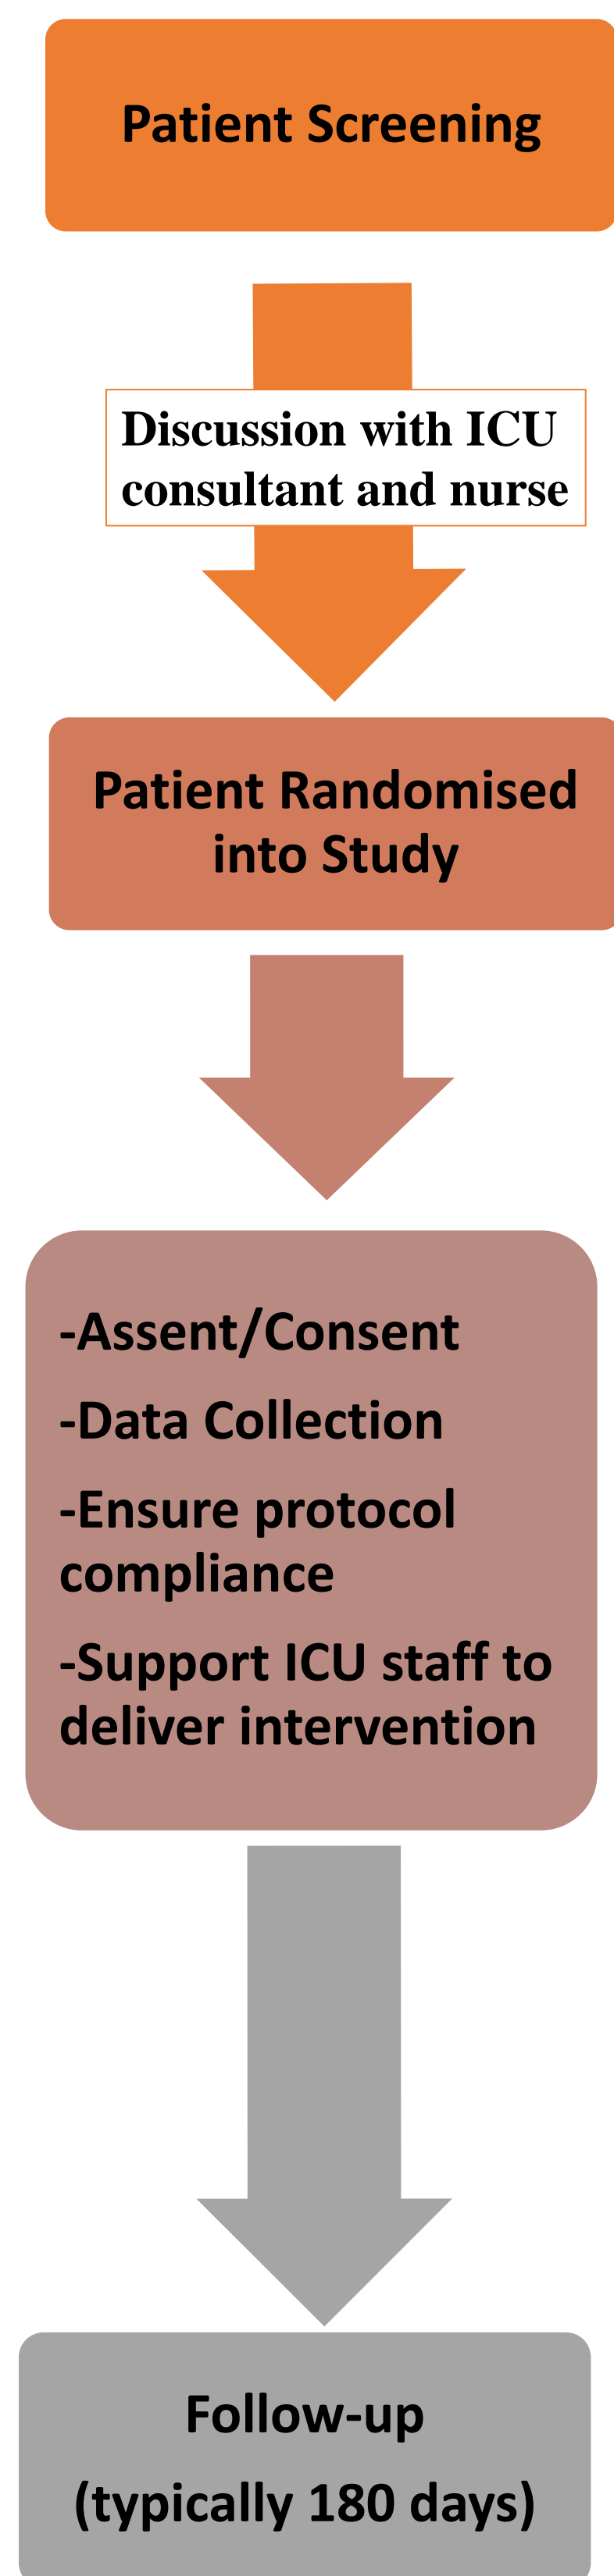 Patient Screening
Discussion with ICU
consultant and nurse
Patient Randomised
into Study
-Assent/Consent
-Data Collection
-Ensure protocol
compliance
-Support ICU staff to
deliver intervention
Follow-up
(typically 180 days)